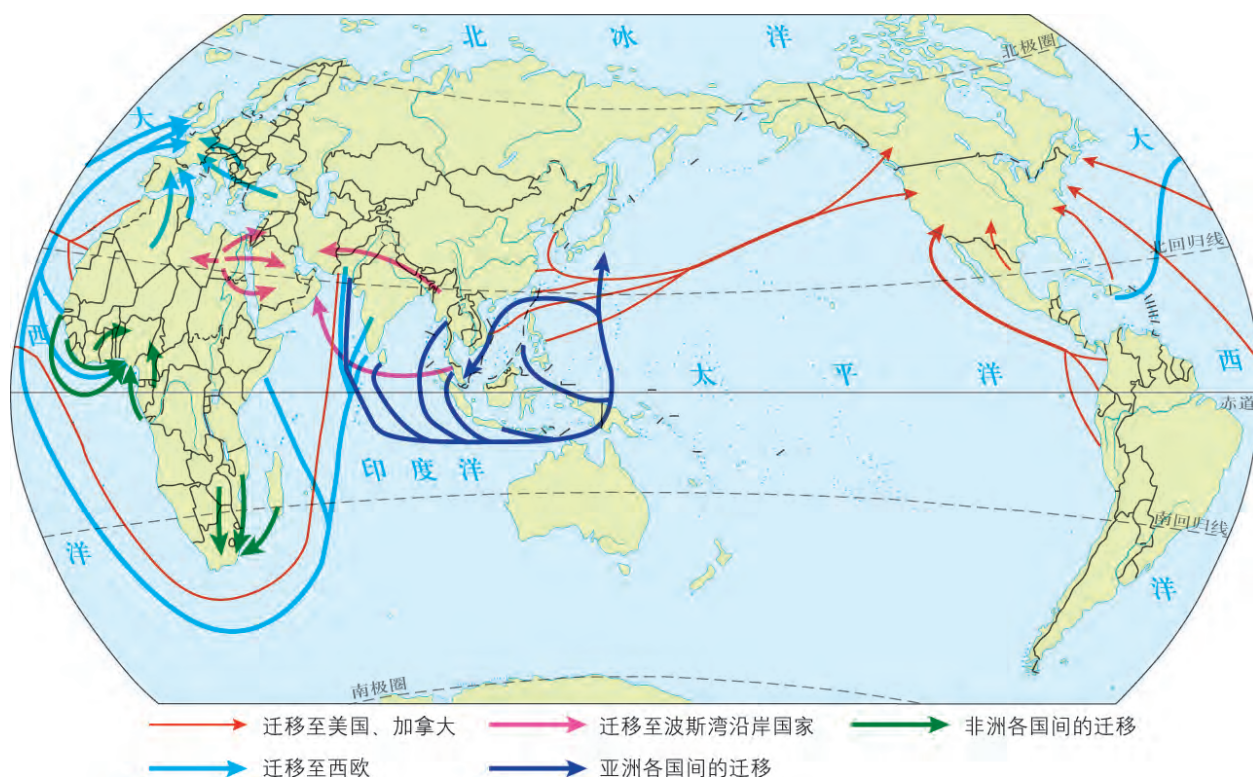 北冰洋
北极圈
大
大
北回归线
西
西
太平洋
赤道
印度洋
南回归线
洋
洋
南极圈
迁移至美国、加拿大
迁移至波斯湾沿岸国家
非洲各国间的迁移
迁移至西欧
亚洲各国间的迁移